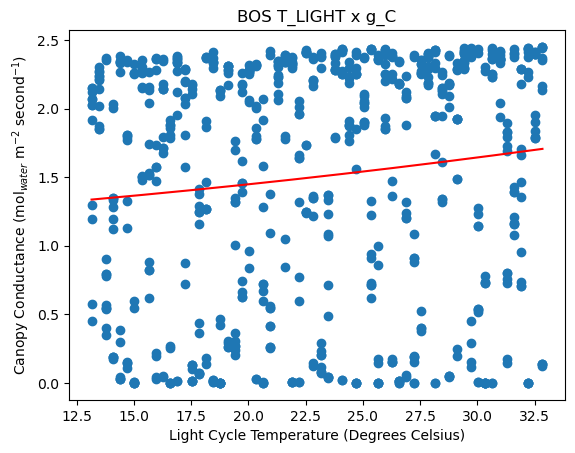 BOS T_LIGHT x g_C
Canopy Conductance (mol_water m⁻² second⁻¹)
2.5
2.0
1.5
1.0
0.5
0.0
12.5 15.0 17.5 20.0 22.5 25.0 27.5 30.0 32.5
Light Cycle Temperature (Degrees Celsius)